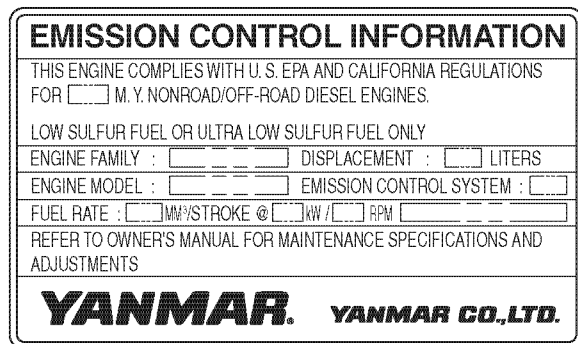 EMISSION CONTROL INFORMATION
THIS ENGINE COMPLIES WITH U. S. EPA AND CALIFORNIA REGULATIONS
FOR M. Y. NONROAD/OFF-ROAD DIESEL ENGINES.
LOW SULFUR FUEL OR ULTRA LOW SULFUR FUEL ONLY
ENGINE FAMILY : DISPLACEMENT : LITERS
ENGINE MODEL : EMISSION CONTROL SYSTEM :
FUEL RATE : MM³/STROKE @ kW / RPM
REFER TO OWNER'S MANUAL FOR MAINTENANCE SPECIFICATIONS AND
ADJUSTMENTS
YANMAR. YANMAR CO.,LTD.